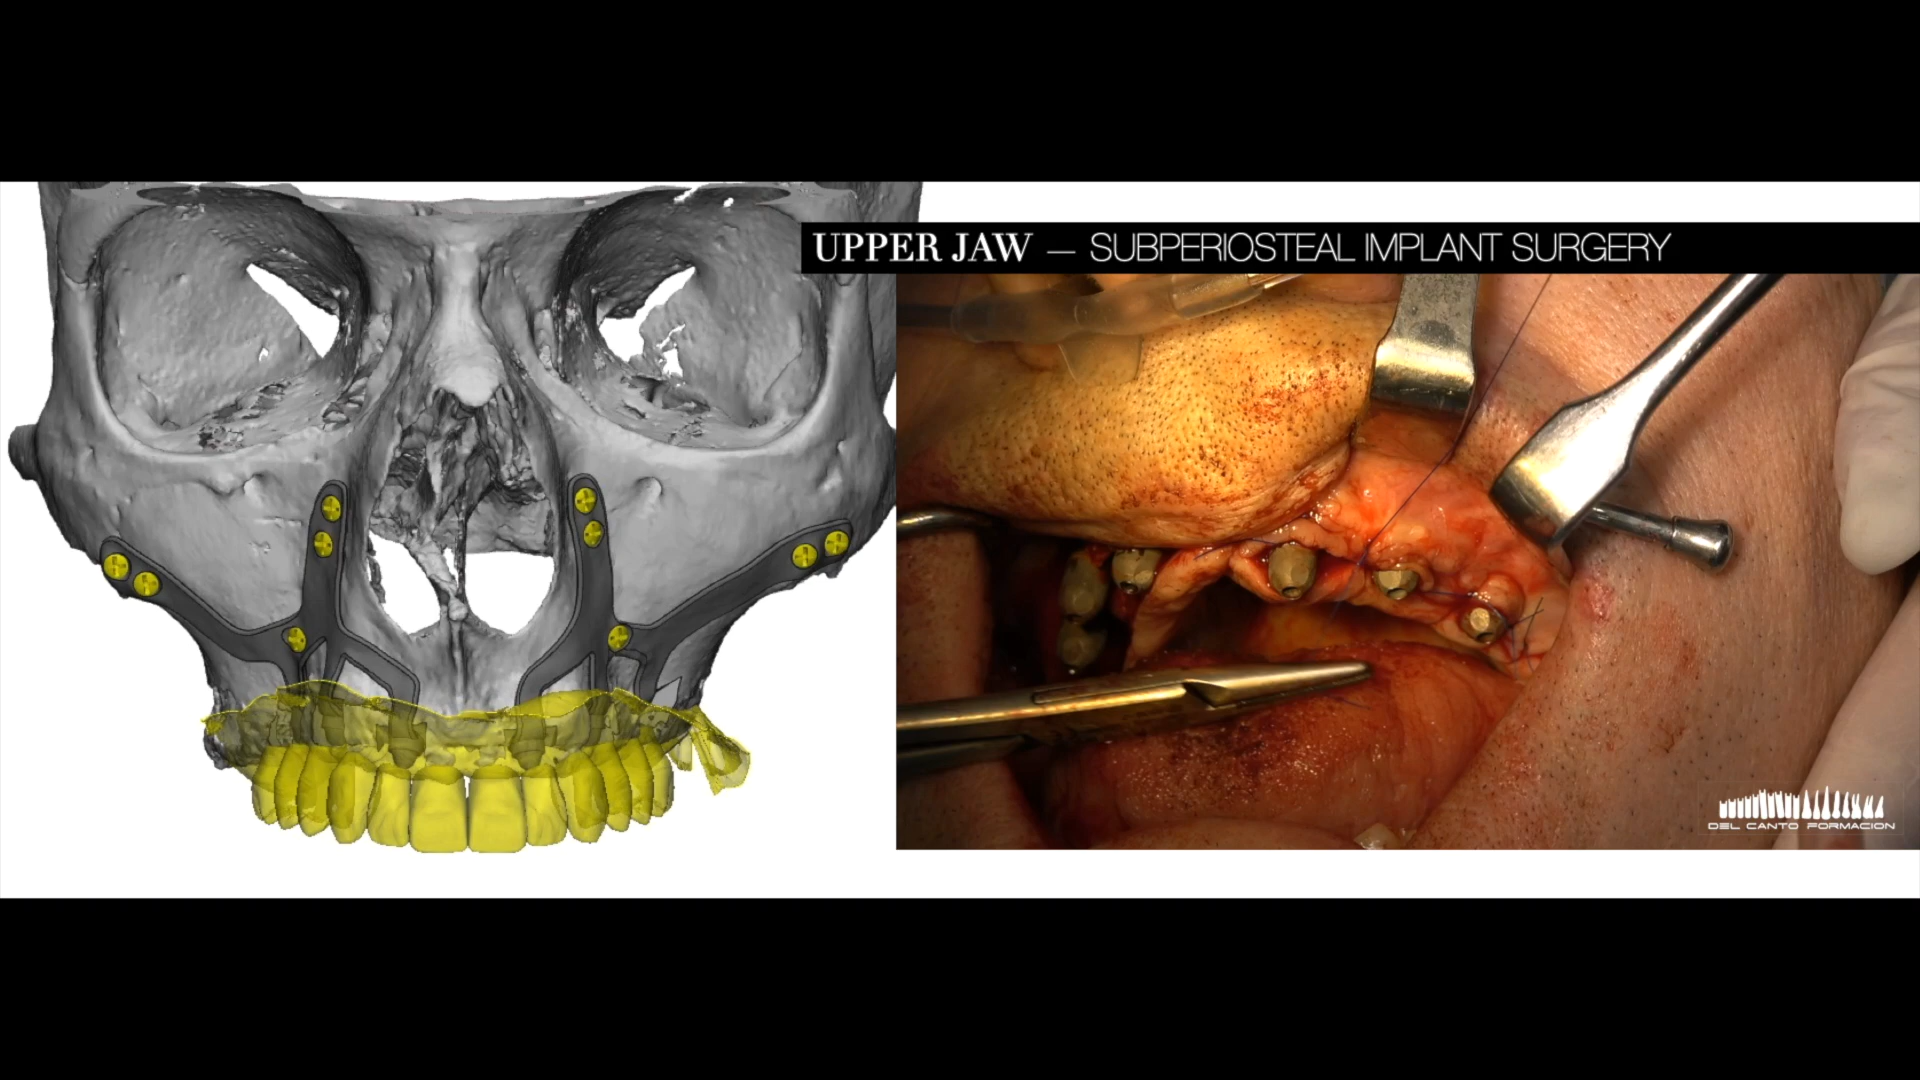 UPPER JAW — SUBPERIOSTEAL IMPLANT SURGERY
DEL CANTO FORMACION